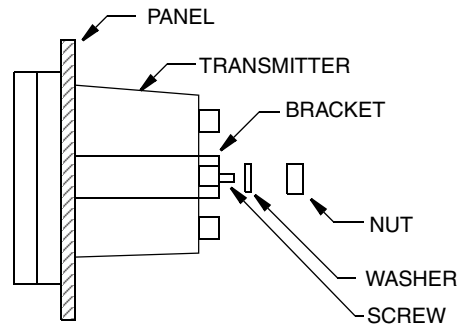 PANEL
TRANSMITTER
BRACKET
NUT
WASHER
SCREW